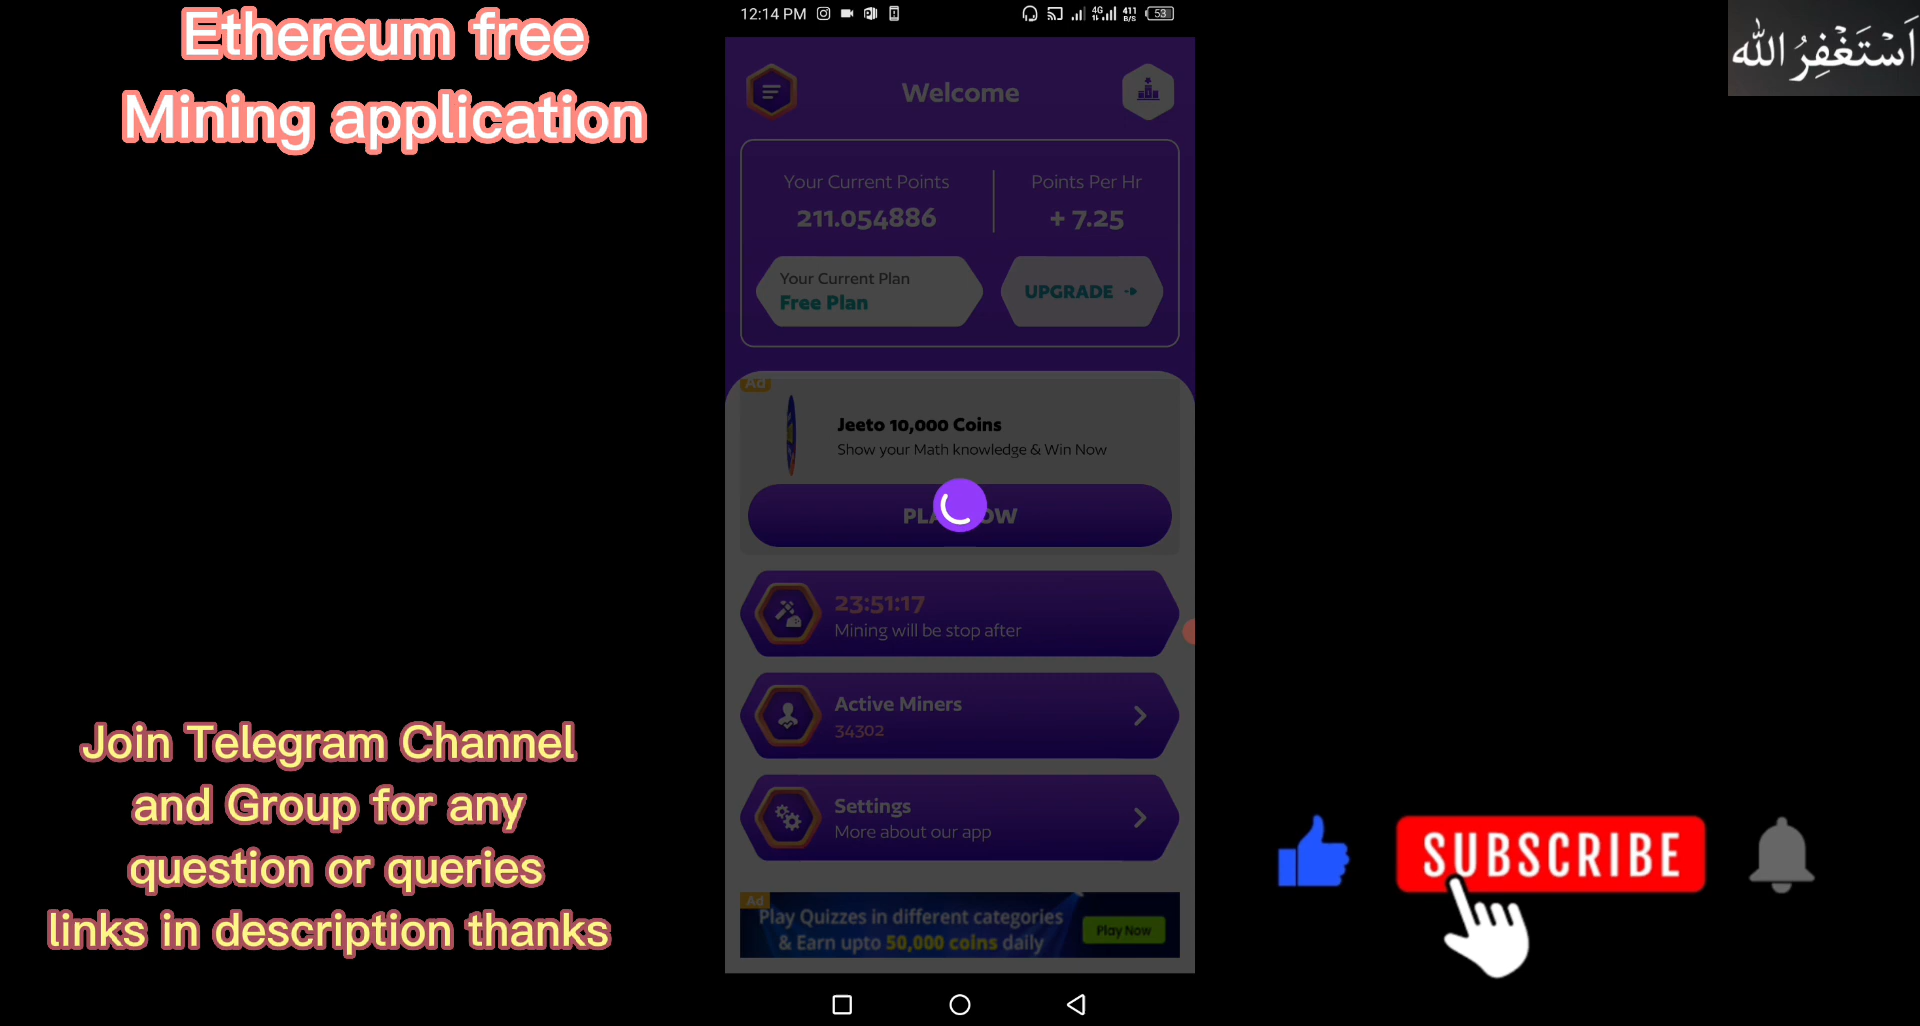 Ethereum free
Mining application
اَسْتَغْفِرُ اللّٰه
12:14 PM
4G
411
B/S
53
Welcome
Your Current Points
211.054886
Points Per Hr
+ 7.25
Your Current Plan
Free Plan
UPGRADE
Ad
Jeeto 10,000 Coins
Show your Math knowledge & Win Now
23:51:17
Mining will be stop after
Active Miners
34302
Settings
More about our app
Ad
Play Quizzes in different categories
& Earn upto 50,000 coins daily
Play Now
Join Telegram Channel
and Group for any
question or queries
links in description thanks
SUBSCRIBE